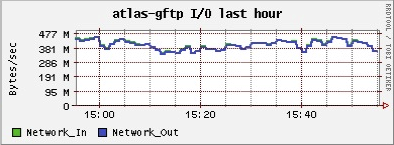 atlas-gftp I/O last hour
Bytes/sec
477 M
381 M
286 M
191 M
95 M
0
15:00 15:20 15:40
Network_In Network_Out
RRDTOOL / TOBI OETIKER